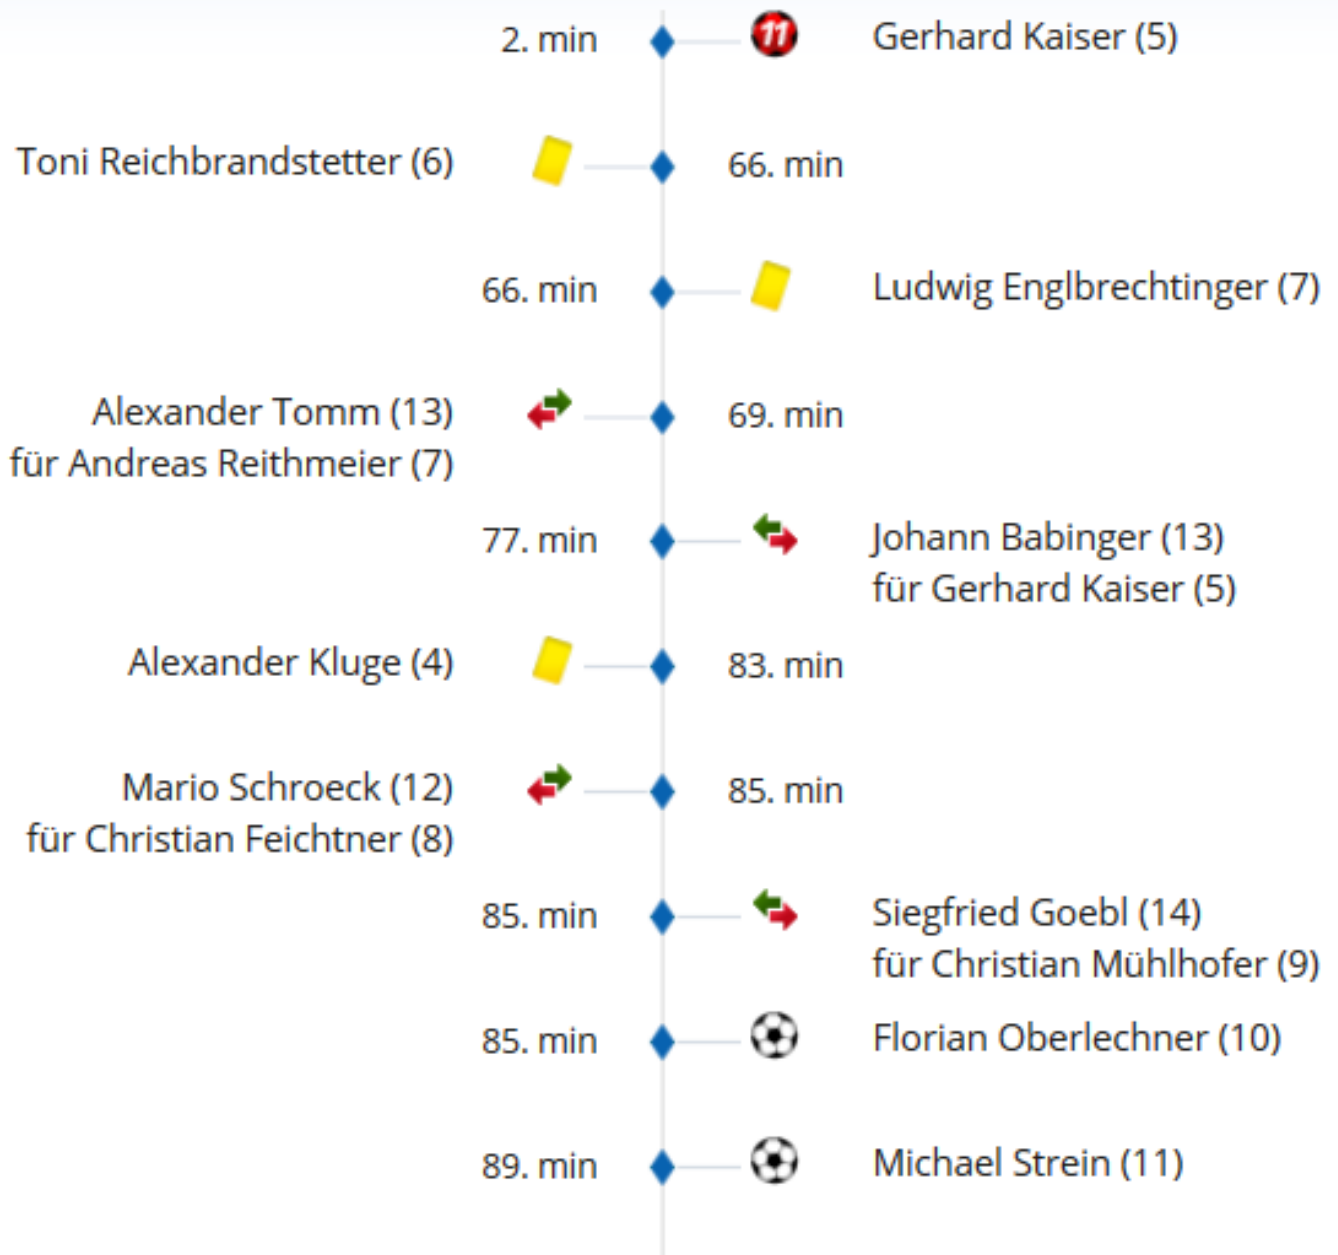 2. min 11 Gerhard Kaiser (5)
Toni Reichbrandstetter (6) 66. min
66. min Ludwig Englbrechtinger (7)
Alexander Tomm (13) 69. min
für Andreas Reithmeier (7)
77. min Johann Babinger (13)
für Gerhard Kaiser (5)
Alexander Kluge (4) 83. min
Mario Schroeck (12) 85. min
für Christian Feichtner (8)
85. min Siegfried Goebl (14)
für Christian Mühlhofer (9)
85. min Florian Oberlechner (10)
89. min Michael Strein (11)